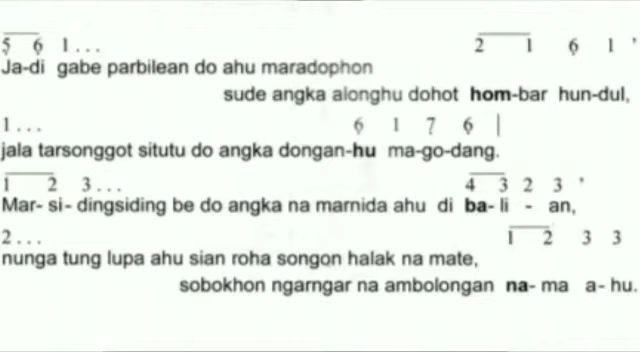 5 6 1 . . . 2 1 6 1 '
Ja-di gabe parbilean do ahu maradophon
sude angka alonghu dohot hom-bar hun-dul,
1 . . . 6 1 7 6 |
jala tarsonggot situtu do angka dongan-hu ma-go-dang.
1 2 3 . . . 4 3 2 3 '
Mar- si- dingsiding be do angka na marnida ahu di ba- li - an,
2 . . . 1 2 3 3
nunga tung lupa ahu sian roha songon halak na mate,
sobokhon ngarngar na ambolongan na- ma a- hu.